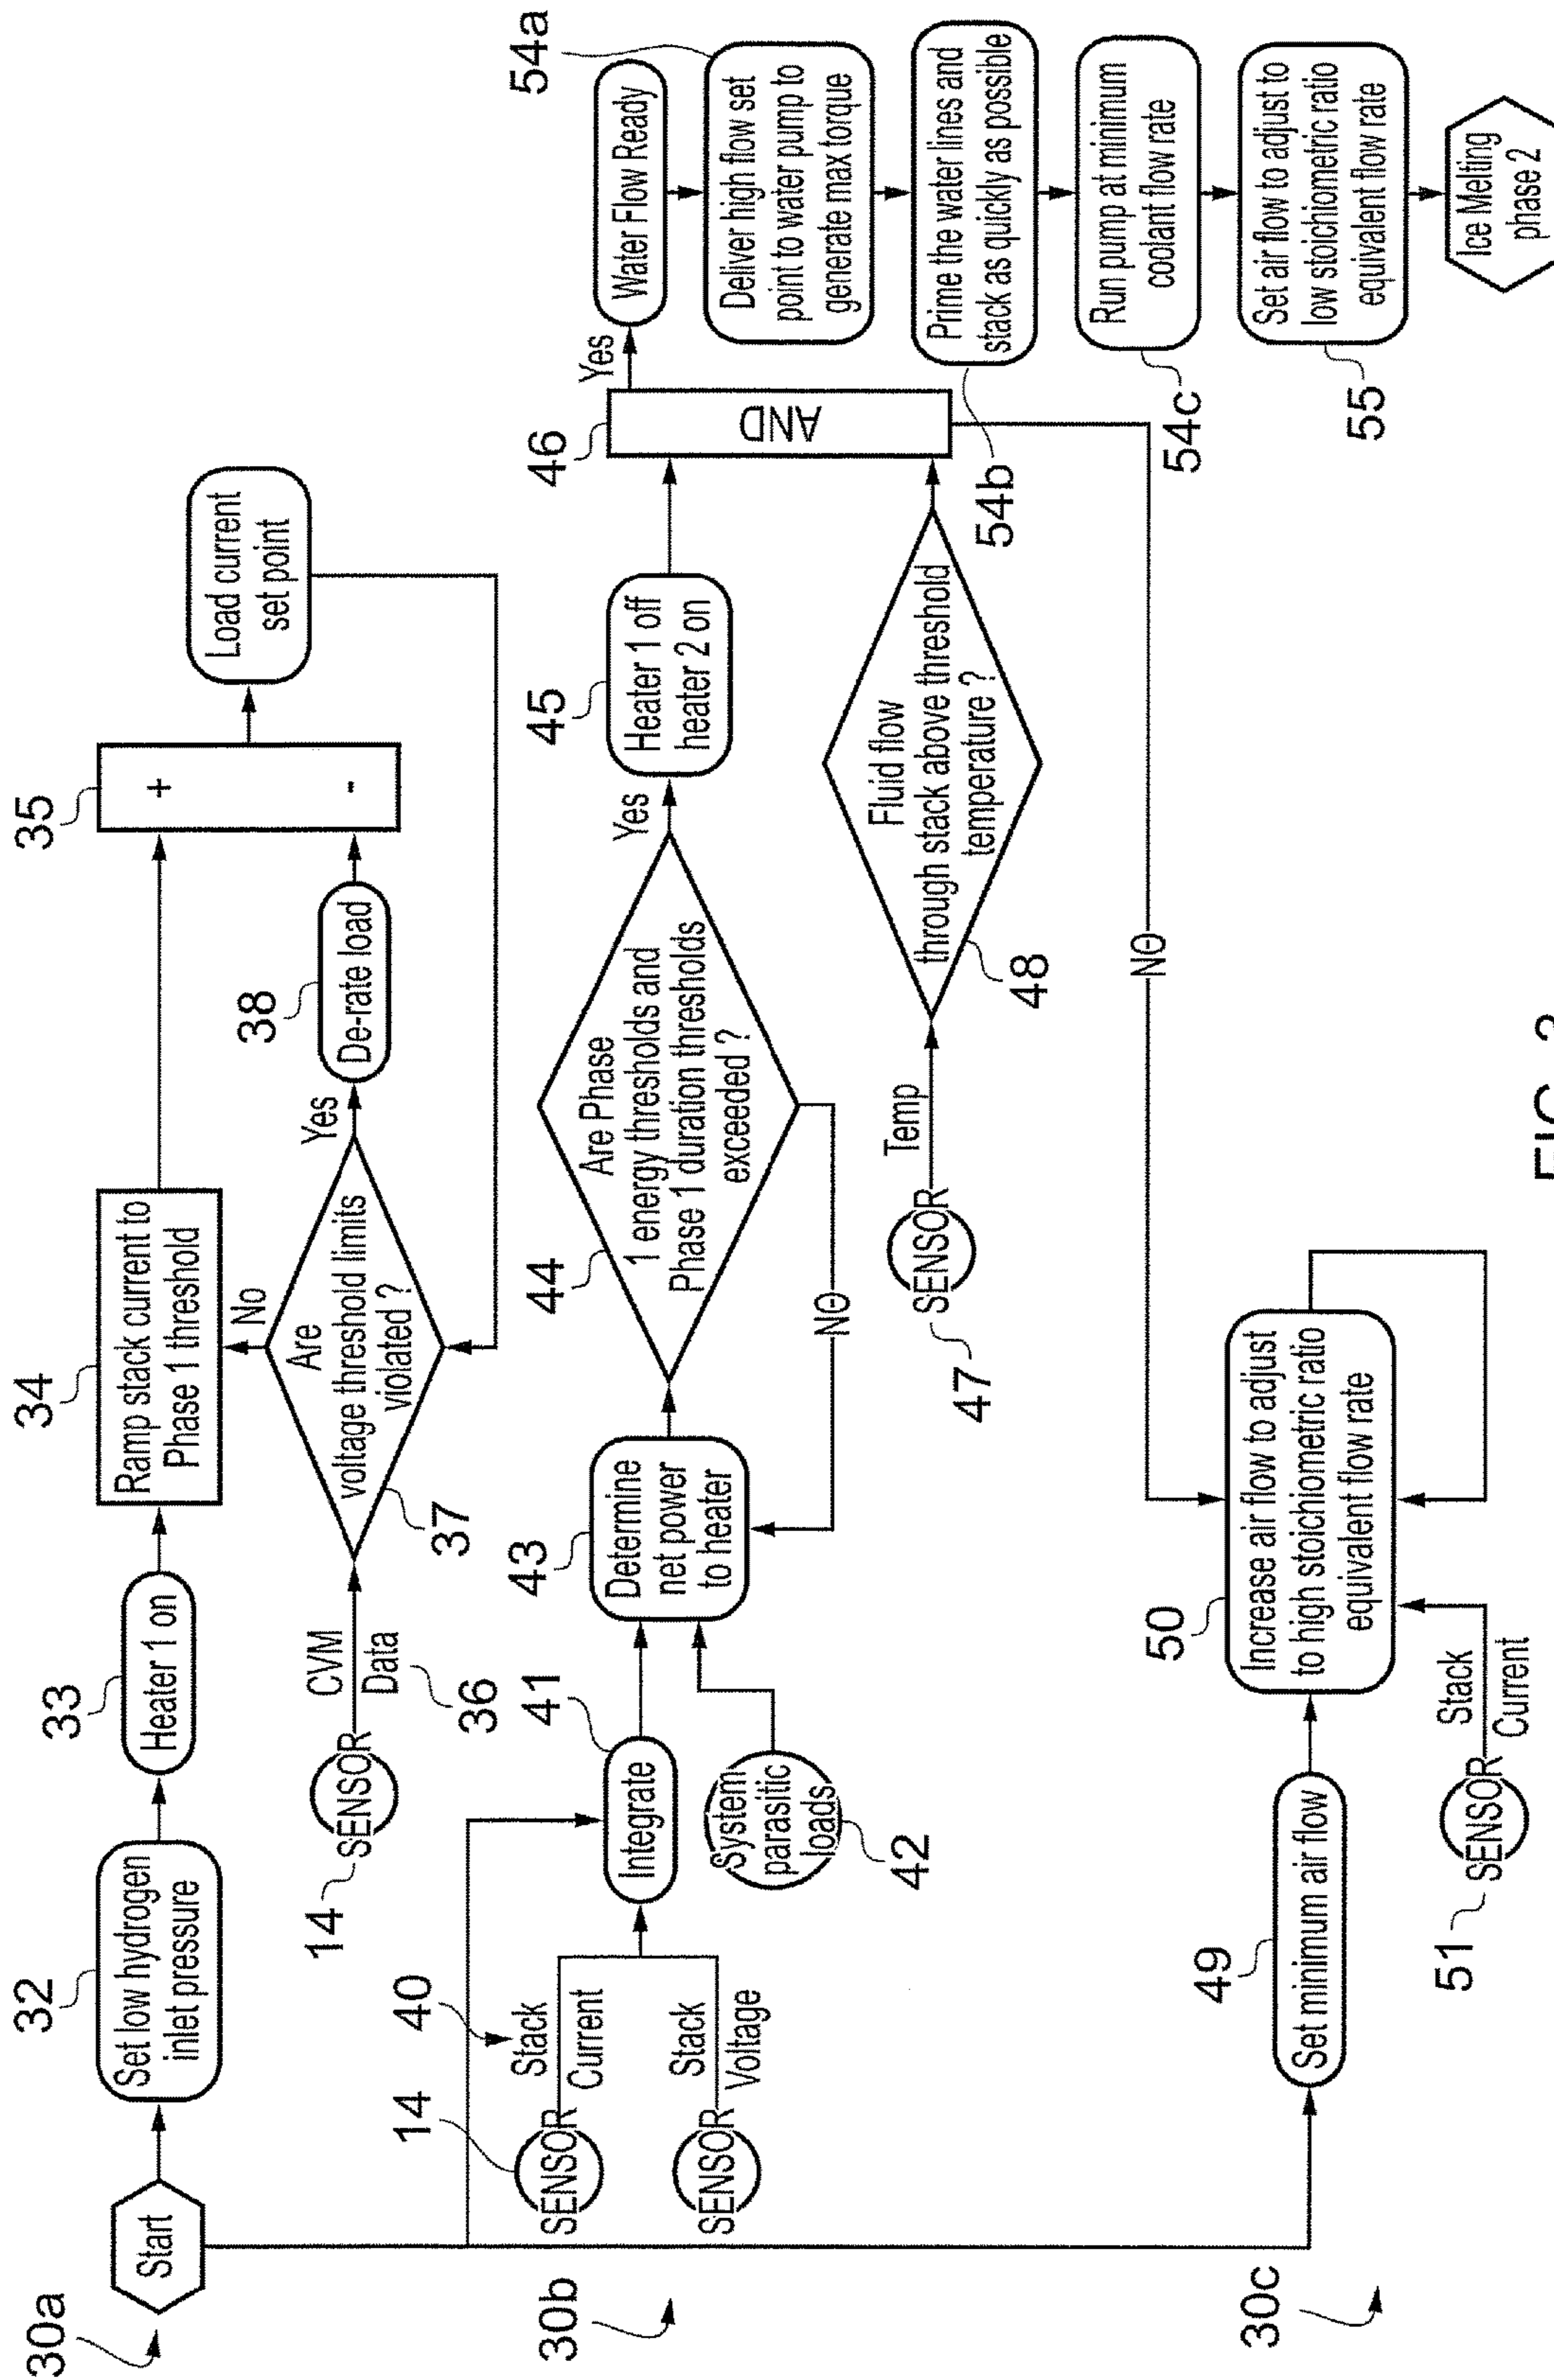 30a
Start
32
Set low hydrogen
inlet pressure
33
Heater 1 on
34
Ramp stack current to
Phase 1 threshold
35
+
-
Load current
set point
14
SENSOR
CVM
Data
36
37
Are
voltage threshold limits
violated ?
No
Yes
38
De-rate load
30b
14
SENSOR
40
Stack
Current
SENSOR
Stack
Voltage
41
Integrate
42
System
parasitic
loads
43
Determine
net power
to heater
44
Are Phase
1 energy thresholds and
Phase 1 duration thresholds
exceeded ?
NO
Yes
45
Heater 1 off
heater 2 on
46
AND
Yes
47
SENSOR
Temp
48
Fluid flow
through stack above threshold
temperature ?
NO
Water Flow Ready
54a
Deliver high flow set
point to water pump to
generate max torque
54b
Prime the water lines and
stack as quickly as possible
54c
Run pump at minimum
coolant flow rate
55
Set air flow to adjust to
low stoichiometric ratio
equivalent flow rate
Ice Melting
phase 2
30c
49
Set minimum air flow
50
Increase air flow to adjust
to high stoichiometric ratio
equivalent flow rate
51
SENSOR
Stack
Current